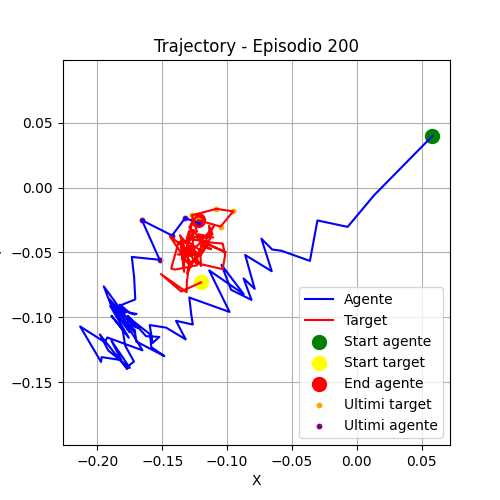 Trajectory - Episodio 200
0.05
0.00
−0.05
−0.10
−0.15
−0.20
−0.15
−0.10
−0.05
0.00
0.05
X
Agente
Target
Start agente
Start target
End agente
Ultimi target
Ultimi agente